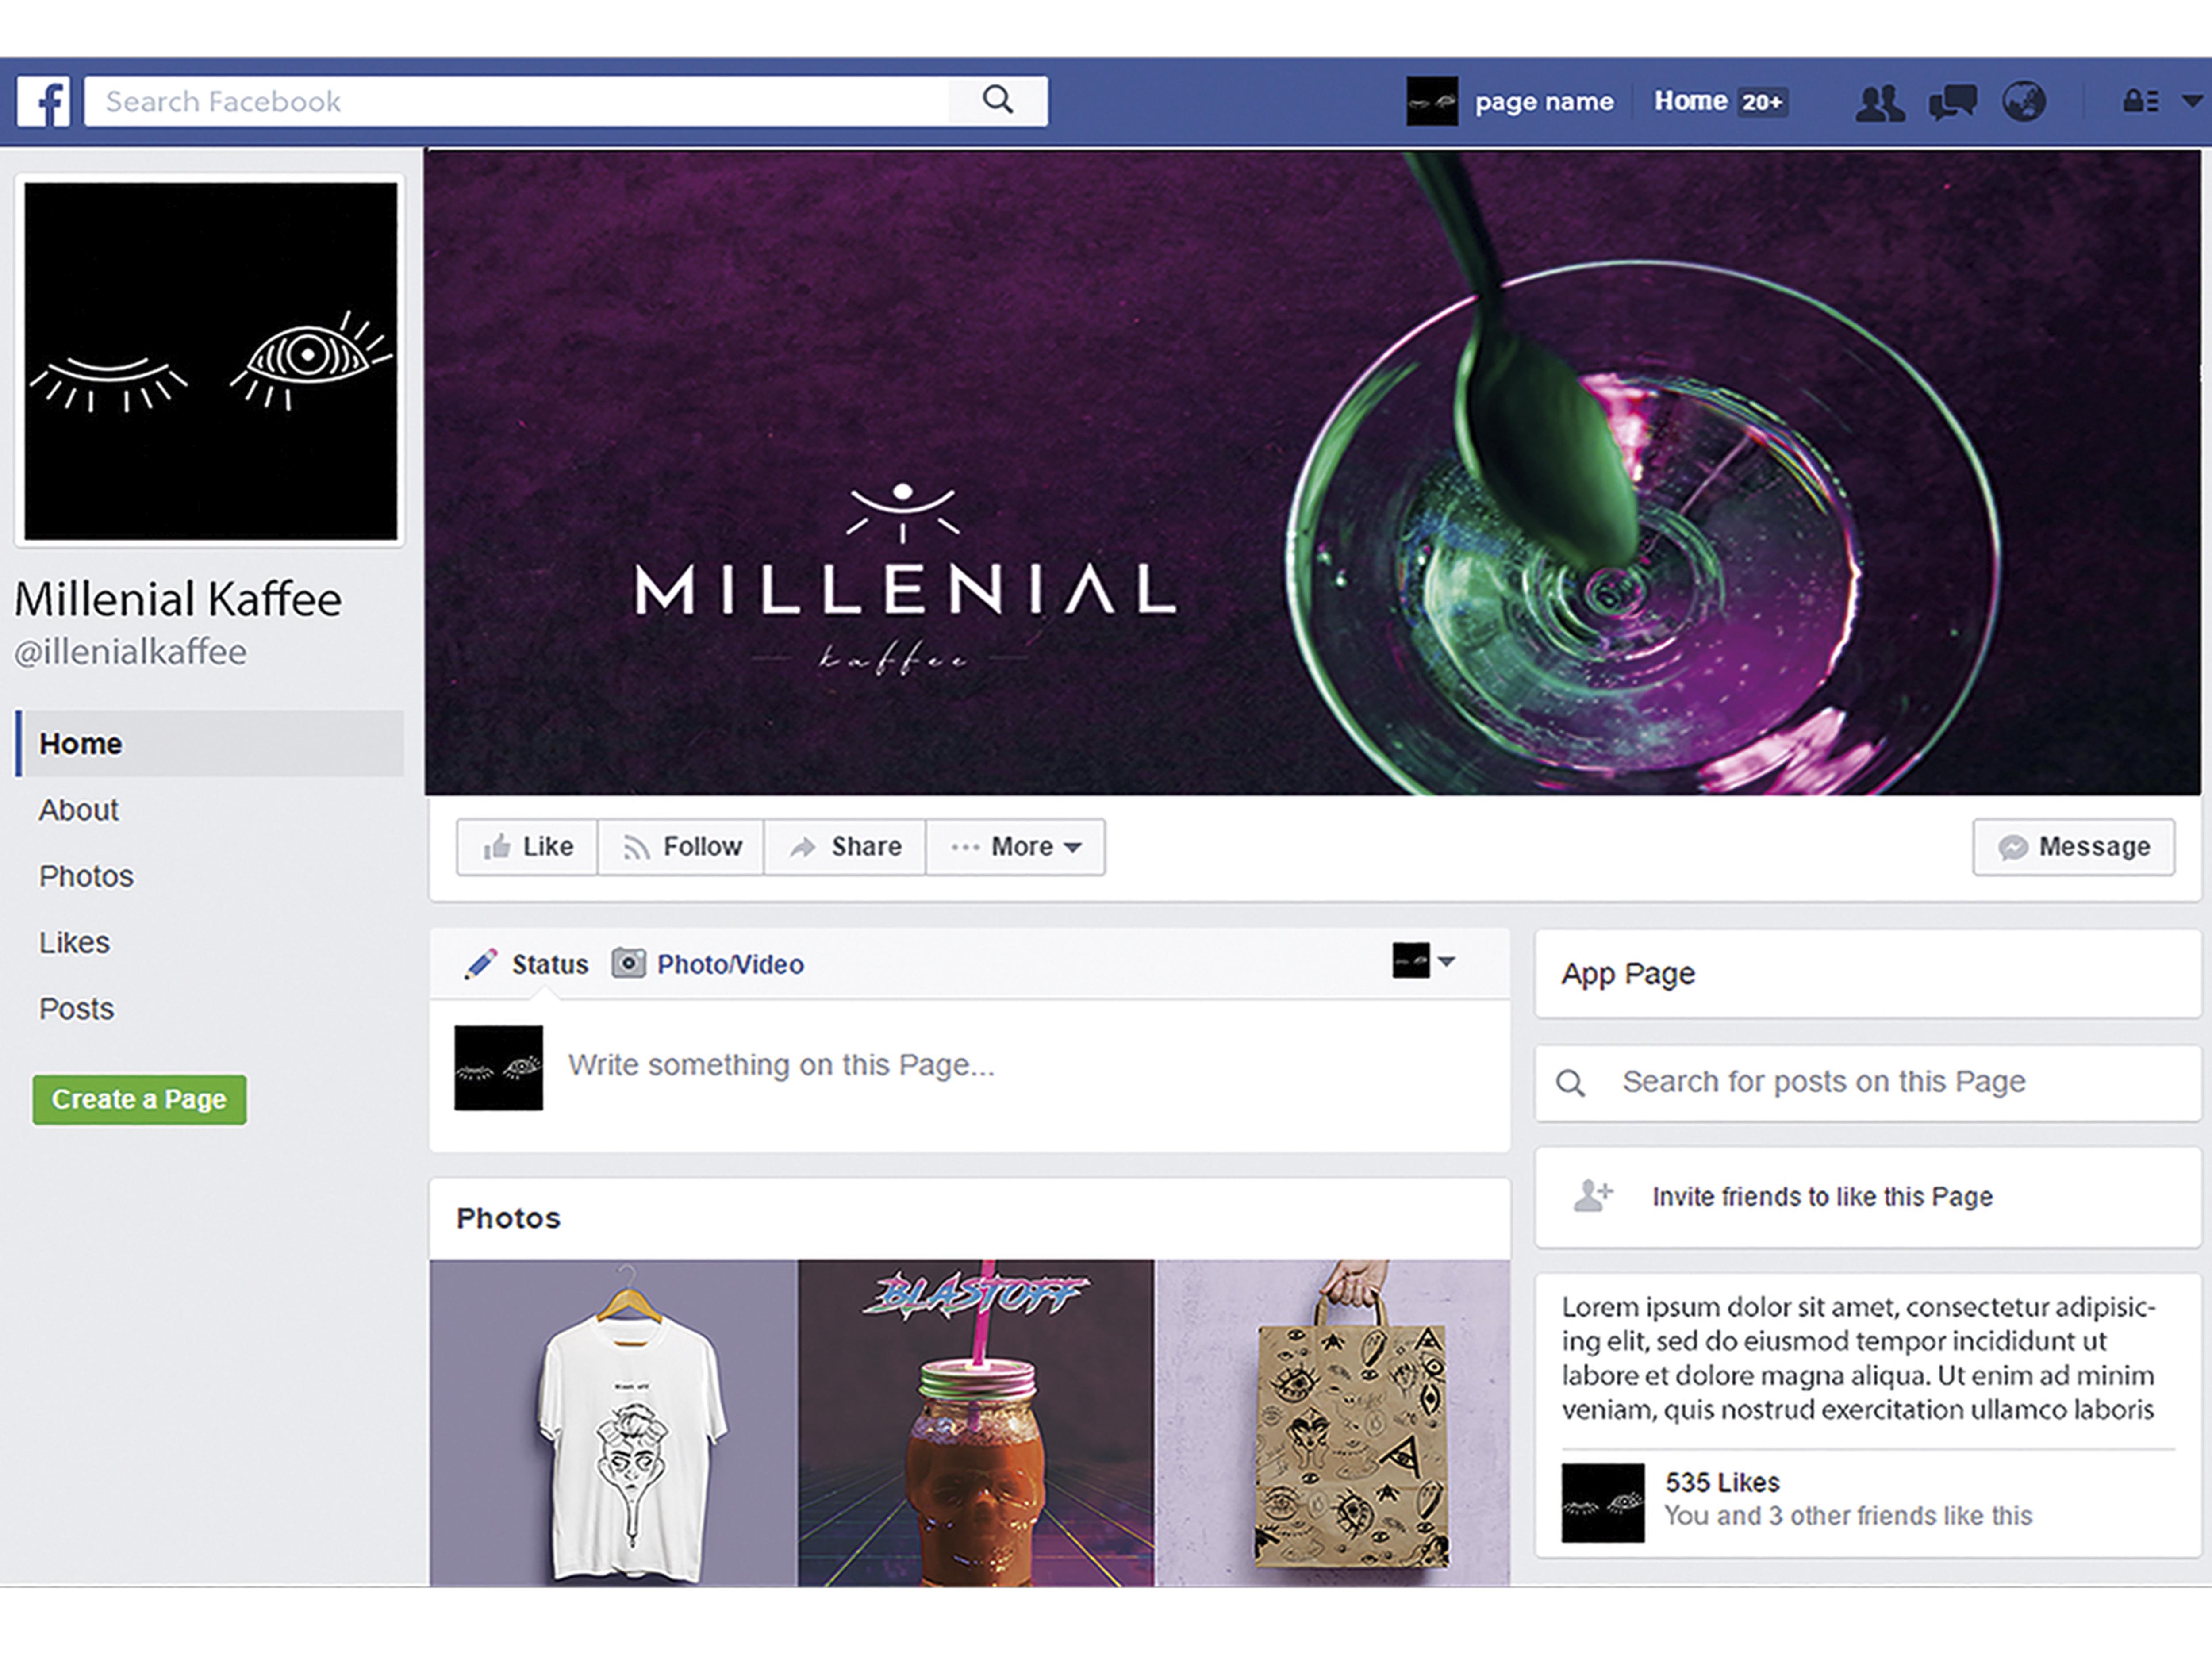 f
Search Facebook
page name
Home 20+
Millenial Kaffee
@illenialkaffee
Home
About
Photos
Likes
Posts
Create a Page
MILLENIAL
kaffee
Like
Follow
Share
More
Message
Status
Photo/Video
Write something on this Page...
Photos
BLASTOFF
App Page
Search for posts on this Page
Invite friends to like this Page
Lorem ipsum dolor sit amet, consectetur adipisic-
ing elit, sed do eiusmod tempor incididunt ut
labore et dolore magna aliqua. Ut enim ad minim
veniam, quis nostrud exercitation ullamco laboris
535 Likes
You and 3 other friends like this